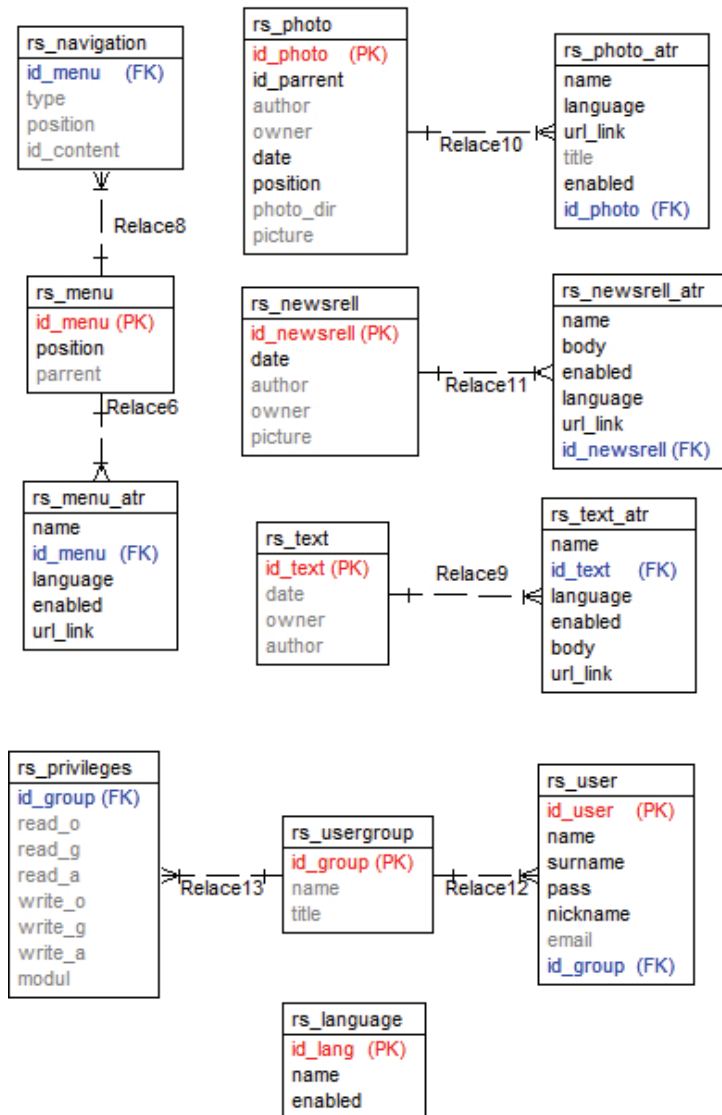 rs_navigation
id_menu (FK)
type
position
id_content
Relace8
rs_menu
id_menu (PK)
position
parrent
Relace6
rs_menu_atr
name
id_menu (FK)
language
enabled
url_link
rs_photo
id_photo (PK)
id_parrent
author
owner
date
position
photo_dir
picture
Relace10
rs_photo_atr
name
language
url_link
title
enabled
id_photo (FK)
rs_newsrell
id_newsrell (PK)
date
author
owner
picture
Relace11
rs_newsrell_atr
name
body
enabled
language
url_link
id_newsrell (FK)
rs_text
id_text (PK)
date
owner
author
Relace9
rs_text_atr
name
id_text (FK)
language
enabled
body
url_link
rs_privileges
id_group (FK)
read_o
read_g
read_a
write_o
write_g
write_a
modul
Relace13
rs_usergroup
id_group (PK)
name
title
Relace12
rs_user
id_user (PK)
name
surname
pass
nickname
email
id_group (FK)
rs_language
id_lang (PK)
name
enabled